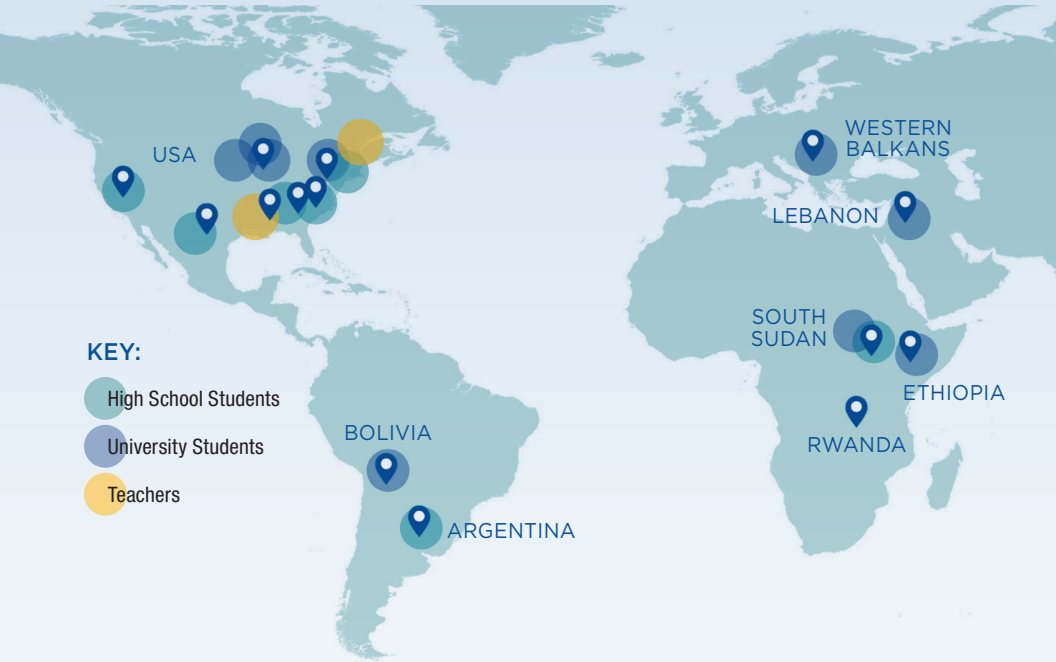 USA
WESTERN
BALKANS
LEBANON
SOUTH
SUDAN
ETHIOPIA
RWANDA
KEY:
High School Students
University Students
Teachers
BOLIVIA
ARGENTINA